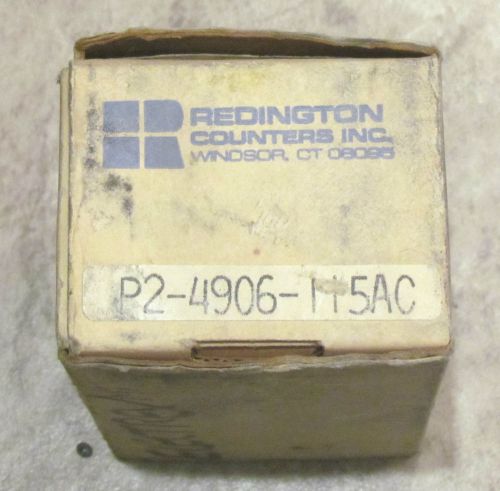 REDINGTON
COUNTERS INC.
WINDSOR, CT 06095
P2-4906-115AC